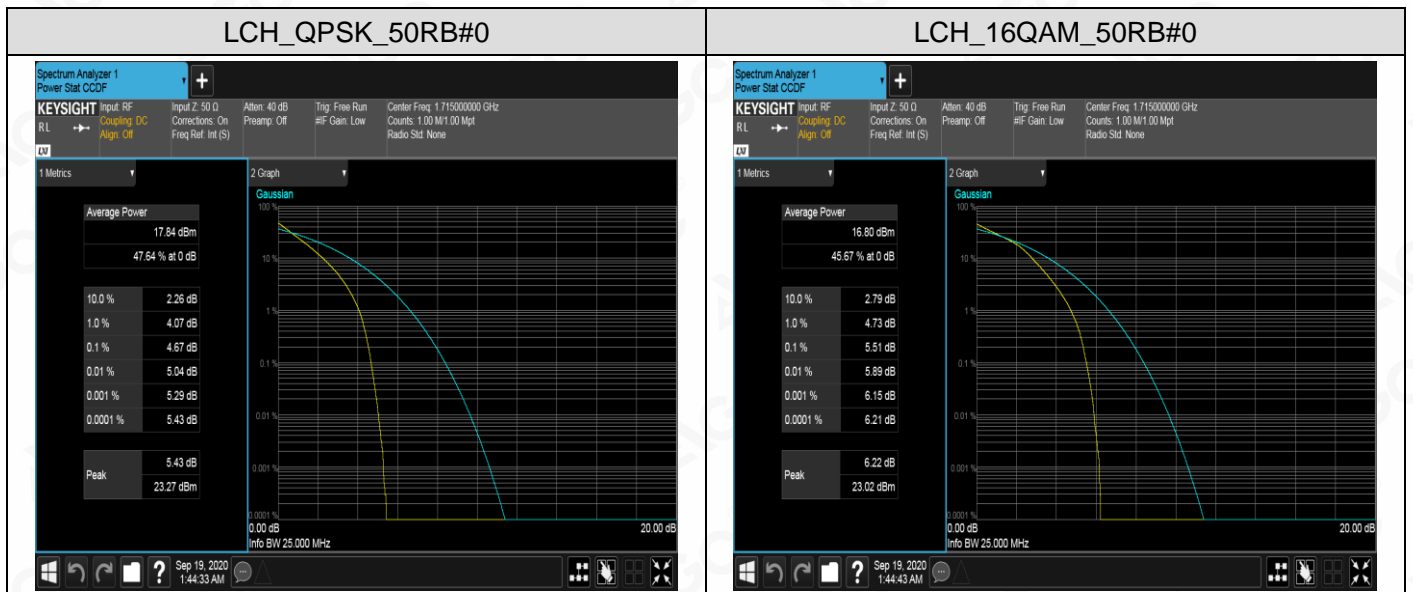 LCH_QPSK_50RB#0
Spectrum Analyzer 1
Power Stat CCDF
+
KEYSIGHT
RL
LXI
Input: RF
Coupling: DC
Align: Off
Input Z: 50 Ω
Corrections: On
Freq Ref: Int (S)
Atten: 40 dB
Preamp: Off
Trig: Free Run
#IF Gain: Low
Center Freq: 1.715000000 GHz
Counts: 1.00 M/1.00 Mpt
Radio Std: None
1 Metrics
Average Power
17.84 dBm
47.64 % at 0 dB
10.0 % 2.26 dB
1.0 % 4.07 dB
0.1 % 4.67 dB
0.01 % 5.04 dB
0.001 % 5.29 dB
0.0001 % 5.43 dB
Peak
5.43 dB
23.27 dBm
2 Graph
Gaussian
100 %
10 %
1 %
0.1 %
0.01 %
0.001 %
0.0001 %
0.00 dB 20.00 dB
Info BW 25.000 MHz
?
Sep 19, 2020
1:44:33 AM
LCH_16QAM_50RB#0
Spectrum Analyzer 1
Power Stat CCDF
+
KEYSIGHT
RL
LXI
Input: RF
Coupling: DC
Align: Off
Input Z: 50 Ω
Corrections: On
Freq Ref: Int (S)
Atten: 40 dB
Preamp: Off
Trig: Free Run
#IF Gain: Low
Center Freq: 1.715000000 GHz
Counts: 1.00 M/1.00 Mpt
Radio Std: None
1 Metrics
Average Power
16.80 dBm
45.67 % at 0 dB
10.0 % 2.79 dB
1.0 % 4.73 dB
0.1 % 5.51 dB
0.01 % 5.89 dB
0.001 % 6.15 dB
0.0001 % 6.21 dB
Peak
6.22 dB
23.02 dBm
2 Graph
Gaussian
100 %
10 %
1 %
0.1 %
0.01 %
0.001 %
0.0001 %
0.00 dB 20.00 dB
Info BW 25.000 MHz
?
Sep 19, 2020
1:44:43 AM